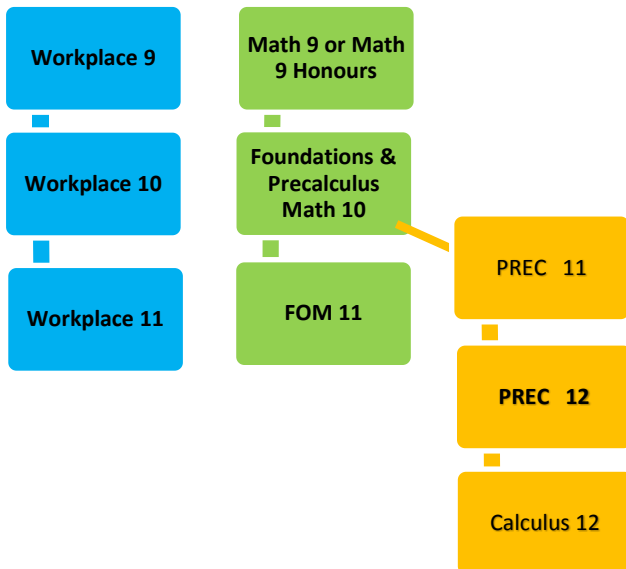 Workplace 9
Workplace 10
Workplace 11
Math 9 or Math
9 Honours
Foundations &
Precalculus
Math 10
FOM 11
PREC 11
PREC 12
Calculus 12